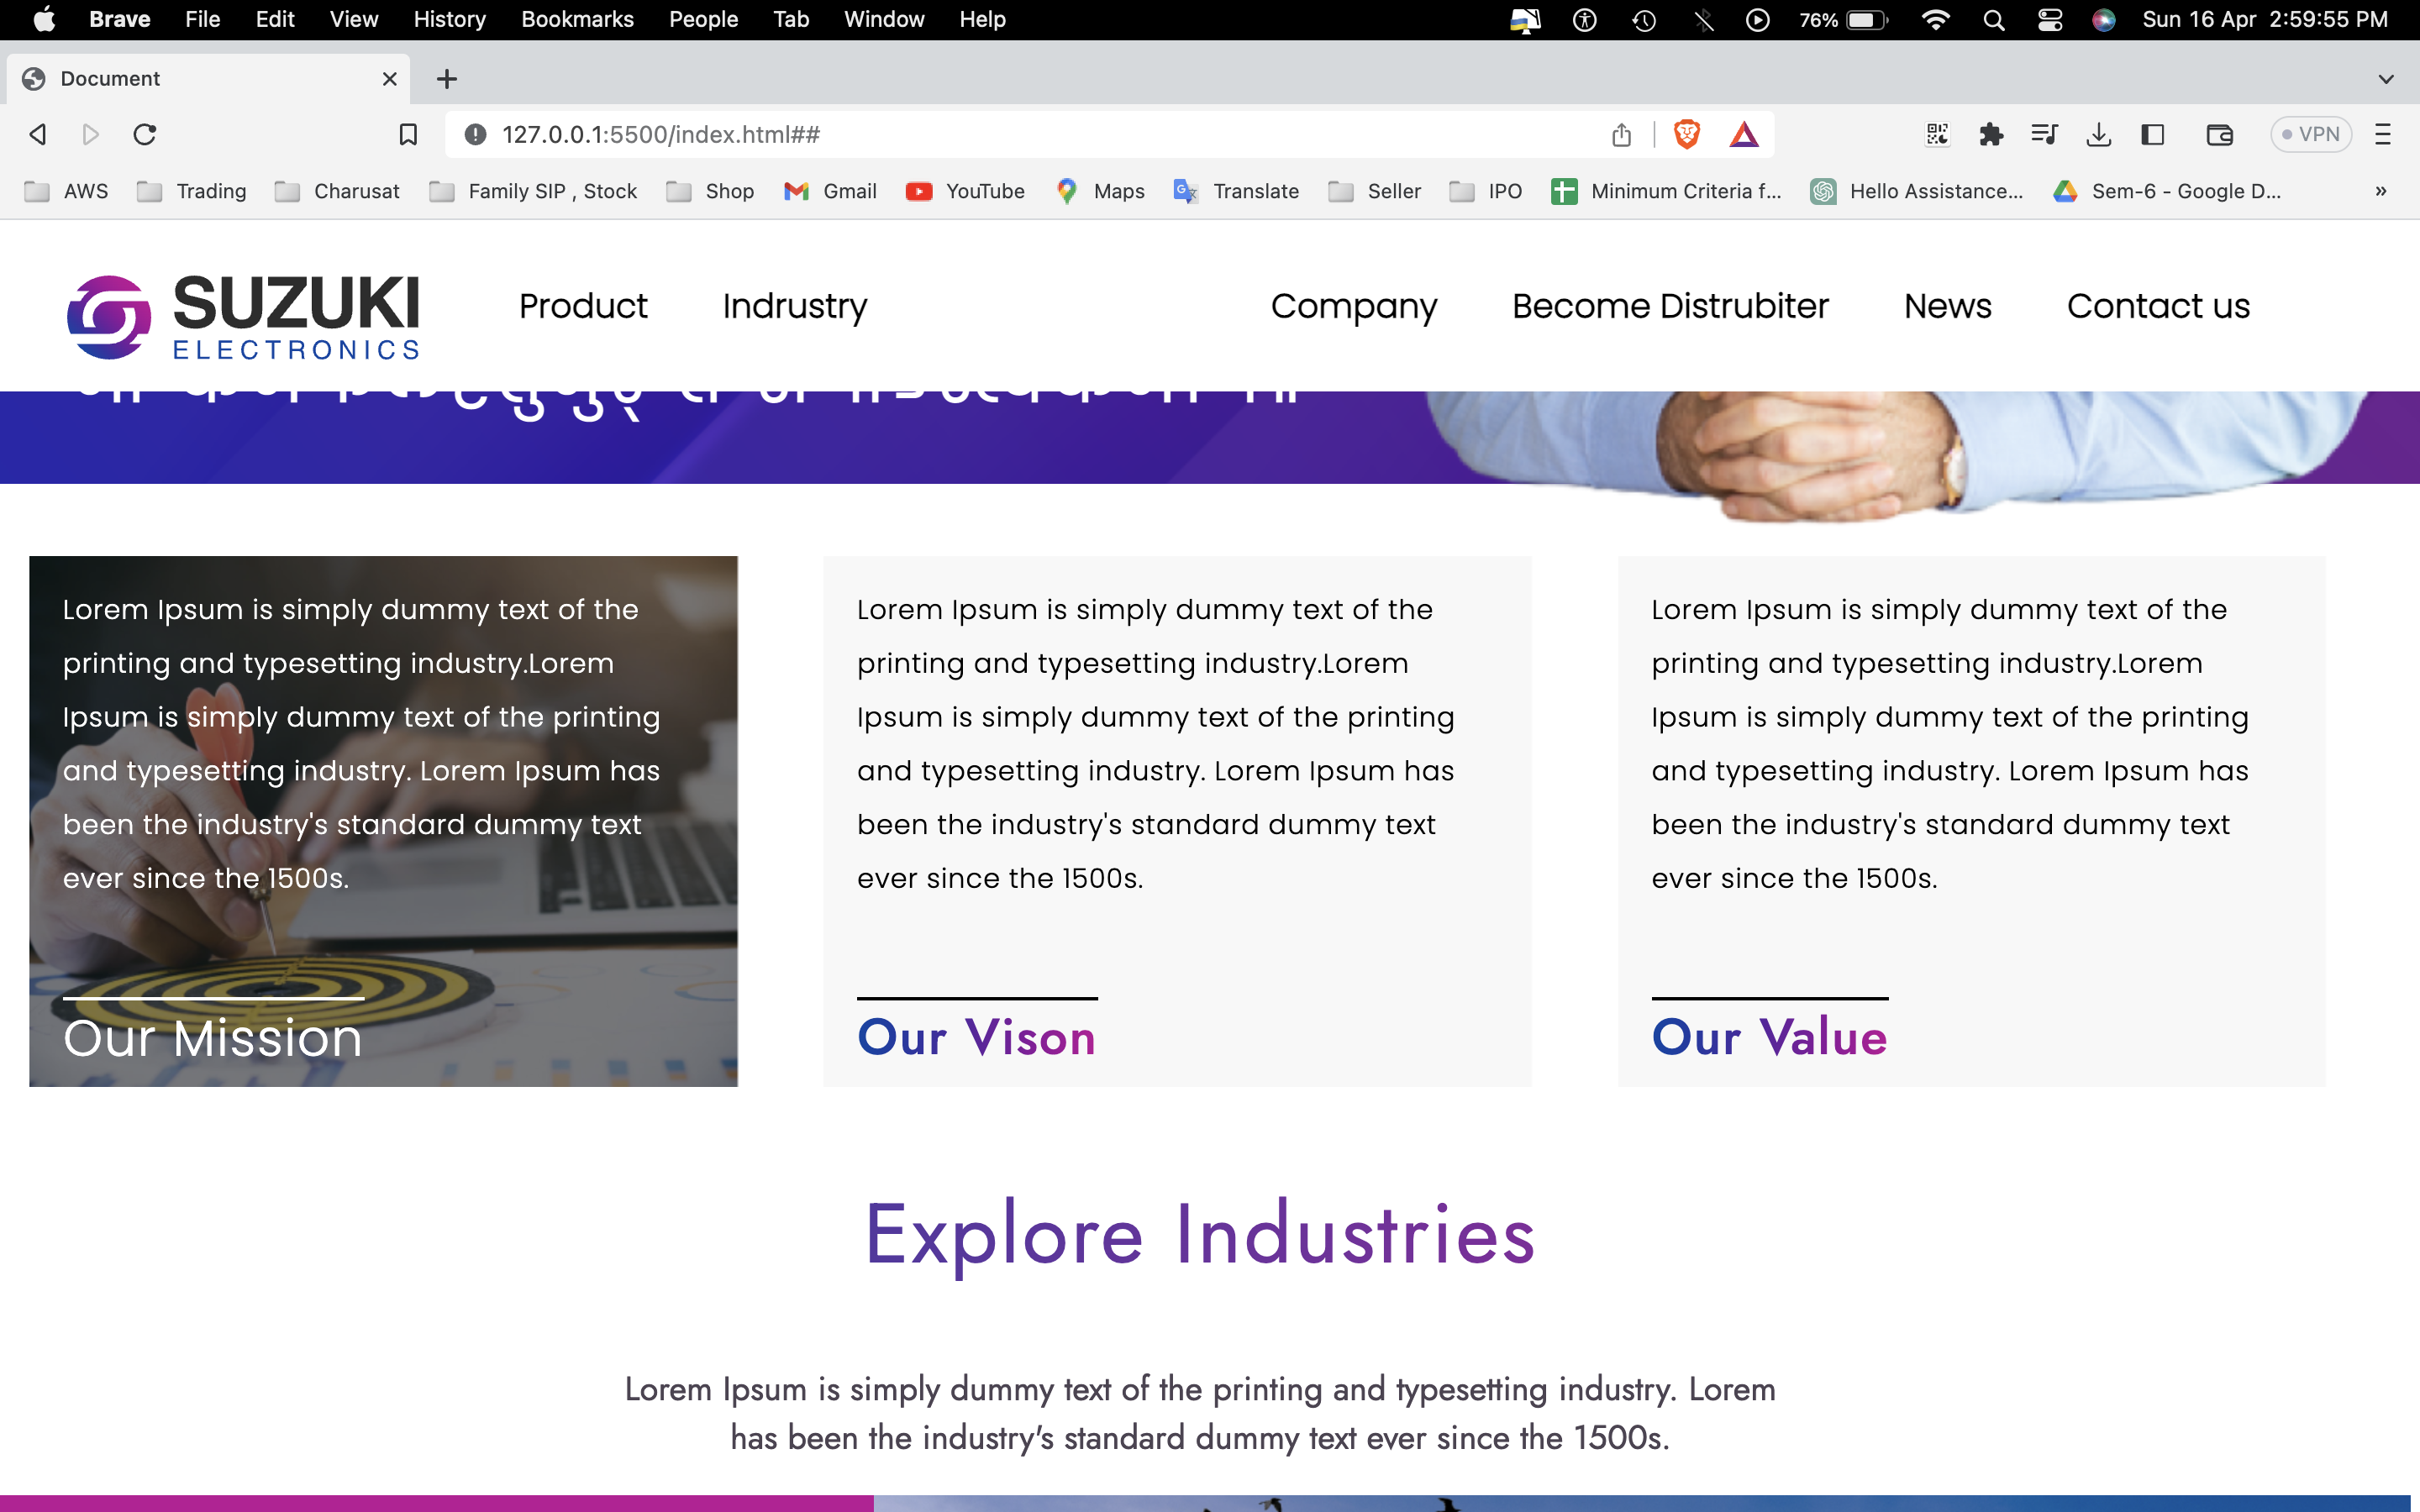 Brave File Edit View History Bookmarks People Tab Window Help 76% Sun 16 Apr 2:59:55 PM
Document
127.0.0.1:5500/index.html## VPN
AWS Trading Charusat Family SIP , Stock Shop Gmail YouTube Maps Translate Seller IPO Minimum Criteria f... Hello Assistance... Sem-6 - Google D... »
SUZUKI
ELECTRONICS
Product Indrustry Company Become Distrubiter News Contact us
Lorem Ipsum is simply dummy text of the
printing and typesetting industry.Lorem
Ipsum is simply dummy text of the printing
and typesetting industry. Lorem Ipsum has
been the industry's standard dummy text
ever since the 1500s.
Our Mission
Lorem Ipsum is simply dummy text of the
printing and typesetting industry.Lorem
Ipsum is simply dummy text of the printing
and typesetting industry. Lorem Ipsum has
been the industry's standard dummy text
ever since the 1500s.
Our Vison
Lorem Ipsum is simply dummy text of the
printing and typesetting industry.Lorem
Ipsum is simply dummy text of the printing
and typesetting industry. Lorem Ipsum has
been the industry's standard dummy text
ever since the 1500s.
Our Value
Explore Industries
Lorem Ipsum is simply dummy text of the printing and typesetting industry. Lorem
has been the industry's standard dummy text ever since the 1500s.